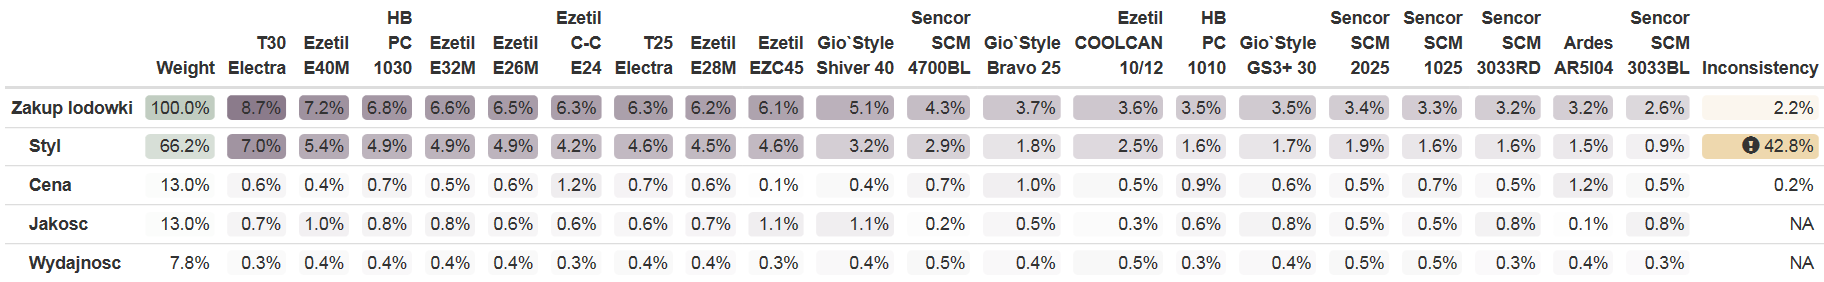 HB Ezetil Sencor Ezetil HB Sencor Sencor Sencor Sencor
T30 Ezetil PC Ezetil Ezetil C-C T25 Ezetil Ezetil Gio`Style SCM Gio`Style COOLCAN PC Gio`Style SCM SCM SCM Ardes SCM
Weight Electra E40M 1030 E32M E26M E24 Electra E28M EZC45 Shiver 40 4700BL Bravo 25 10/12 1010 GS3+ 30 2025 1025 3033RD AR5I04 3033BL Inconsistency
Zakup lodowki 100.0% 8.7% 7.2% 6.8% 6.6% 6.5% 6.3% 6.3% 6.2% 6.1% 5.1% 4.3% 3.7% 3.6% 3.5% 3.5% 3.4% 3.3% 3.2% 3.2% 2.6% 2.2%
Styl 66.2% 7.0% 5.4% 4.9% 4.9% 4.9% 4.2% 4.6% 4.5% 4.6% 3.2% 2.9% 1.8% 2.5% 1.6% 1.7% 1.9% 1.6% 1.6% 1.5% 0.9% 42.8%
Cena 13.0% 0.6% 0.4% 0.7% 0.5% 0.6% 1.2% 0.7% 0.6% 0.1% 0.4% 0.7% 1.0% 0.5% 0.9% 0.6% 0.5% 0.7% 0.5% 1.2% 0.5% 0.2%
Jakosc 13.0% 0.7% 1.0% 0.8% 0.8% 0.6% 0.6% 0.6% 0.7% 1.1% 1.1% 0.2% 0.5% 0.3% 0.6% 0.8% 0.5% 0.5% 0.8% 0.1% 0.8% NA
Wydajnosc 7.8% 0.3% 0.4% 0.4% 0.4% 0.4% 0.3% 0.4% 0.4% 0.3% 0.4% 0.5% 0.4% 0.5% 0.3% 0.4% 0.5% 0.5% 0.3% 0.4% 0.3% NA